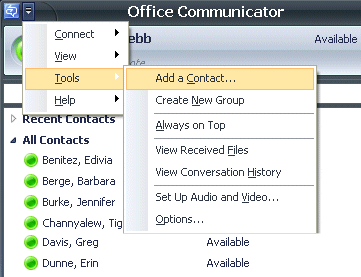 Office Communicator
ebb
Available
Connect
View
Tools
Help
Add a Contact...
Create New Group
Always on Top
View Received Files
View Conversation History
Set Up Audio and Video...
Options...
Recent Contacts
All Contacts
Benitez, Edivia
Berge, Barbara
Burke, Jennifer
Channyalew, Tig
Davis, Greg Available
Dunne, Erin Available